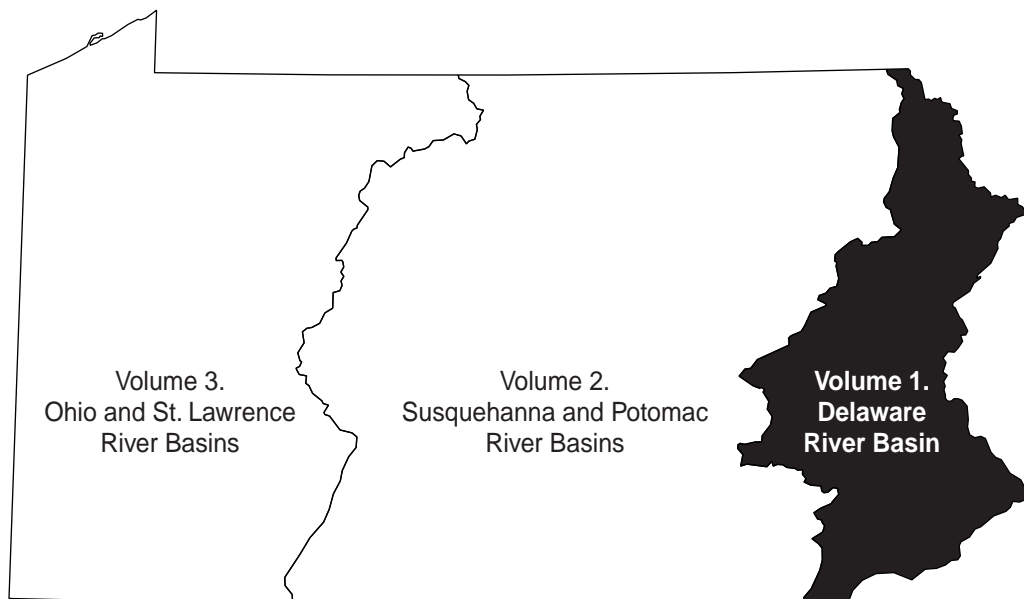 Volume 3.
Ohio and St. Lawrence
River Basins
Volume 2.
Susquehanna and Potomac
River Basins
Volume 1.
Delaware
River Basin